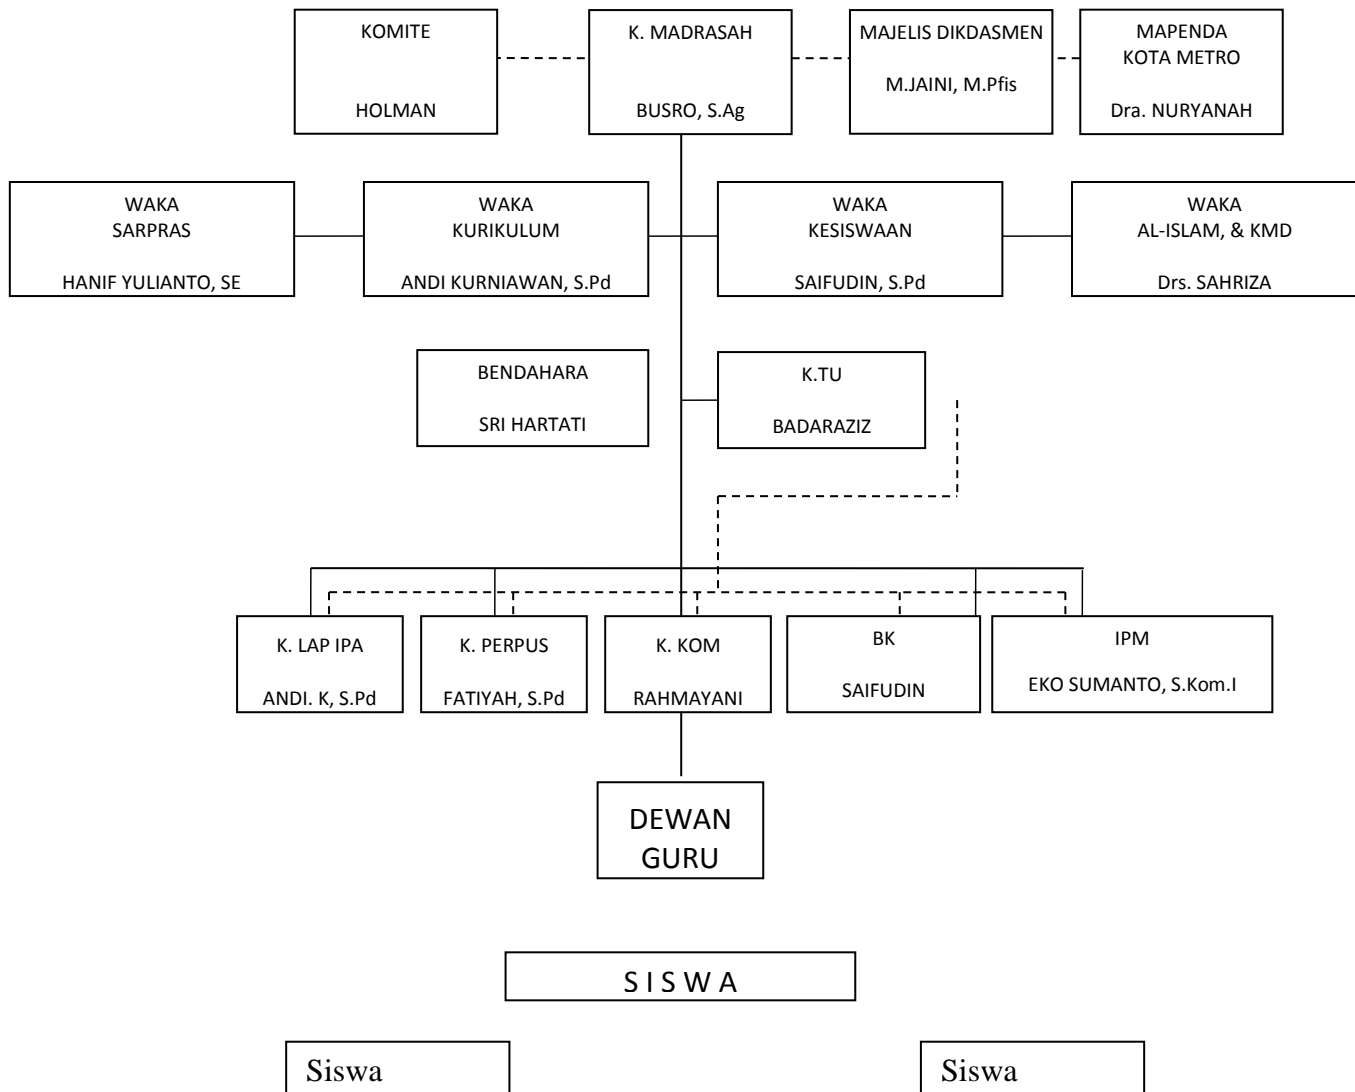 KOMITE
HOLMAN
K. MADRASAH
BUSRO, S.Ag
MAJELIS DIKDASMEN
M.JAINI, M.Pfis
MAPENDA
KOTA METRO
Dra. NURYANAH
WAKA
SARPRAS
HANIF YULIANTO, SE
WAKA
KURIKULUM
ANDI KURNIAWAN, S.Pd
WAKA
KESISWAAN
SAIFUDIN, S.Pd
WAKA
AL-ISLAM, & KMD
Drs. SAHRIZA
BENDAHARA
SRI HARTATI
K.TU
BADARAZIZ
K. LAP IPA
ANDI. K, S.Pd
K. PERPUS
FATIYAH, S.Pd
K. KOM
RAHMAYANI
BK
SAIFUDIN
IPM
EKO SUMANTO, S.Kom.I
DEWAN
GURU
S I S W A
Siswa
Siswa